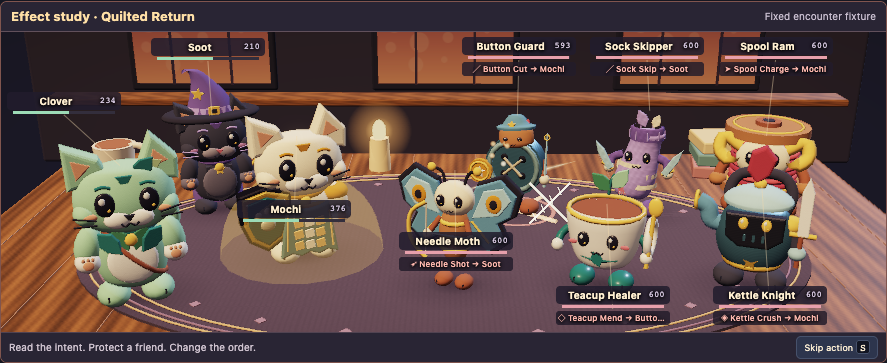 Effect study · Quilted Return
Fixed encounter fixture
Soot 210
Button Guard 593
Button Cut → Mochi
Sock Skipper 600
Sock Skip → Soot
Spool Ram 600
Spool Charge → Mochi
Clover 234
Mochi 376
Needle Moth 600
Needle Shot → Soot
Teacup Healer 600
Teacup Mend → Butto...
Kettle Knight 600
Kettle Crush → Mochi
Read the intent. Protect a friend. Change the order.
Skip action S